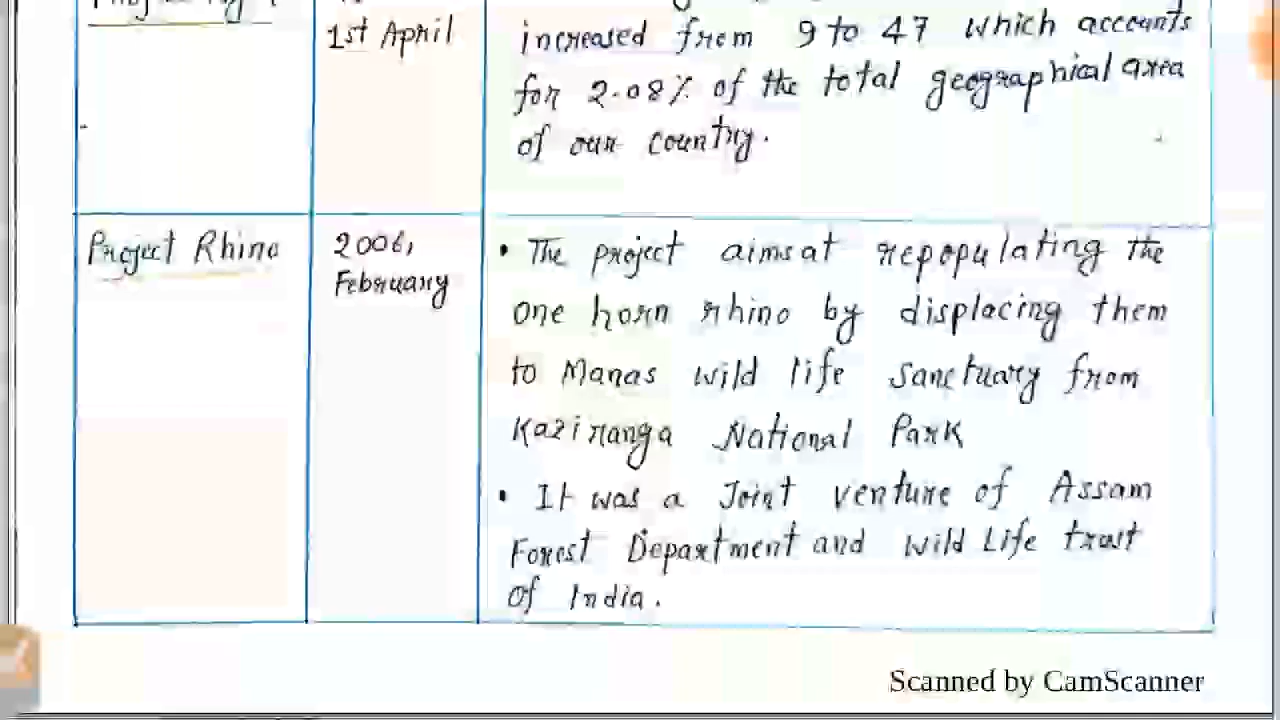 1st April
increased from 9 to 47 which accounts
for 2.08% of the total geographical area
of our country.
Project Rhino
2006,
February
• The project aims at repopulating the
one horn rhino by displacing them
to Manas wild life sanctuary from
Kaziranga National Park
• It was a Joint venture of Assam
Forest Department and Wild Life trust
of India.
Scanned by CamScanner